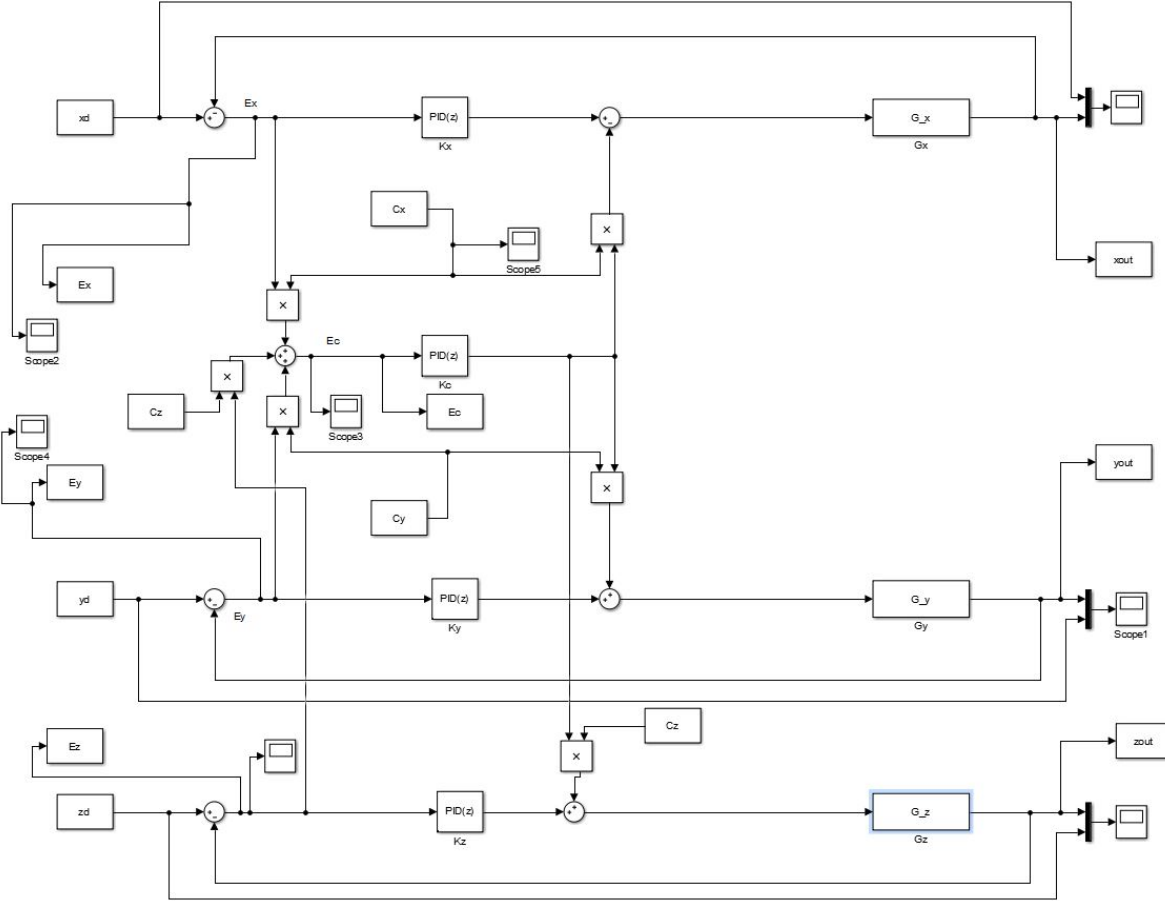 Ex
xd
PID(z)
Kx
G_x
Gx
Cx
×
Scope5
xout
Ex
×
Scope2
Ec
PID(z)
Kc
×
Cz
×
Scope3
Ec
Scope4
Ey
yout
×
Cy
yd
Ey
PID(z)
Ky
G_y
Gy
Scope1
Ez
Cz
×
zout
zd
PID(z)
Kz
G_z
Gz